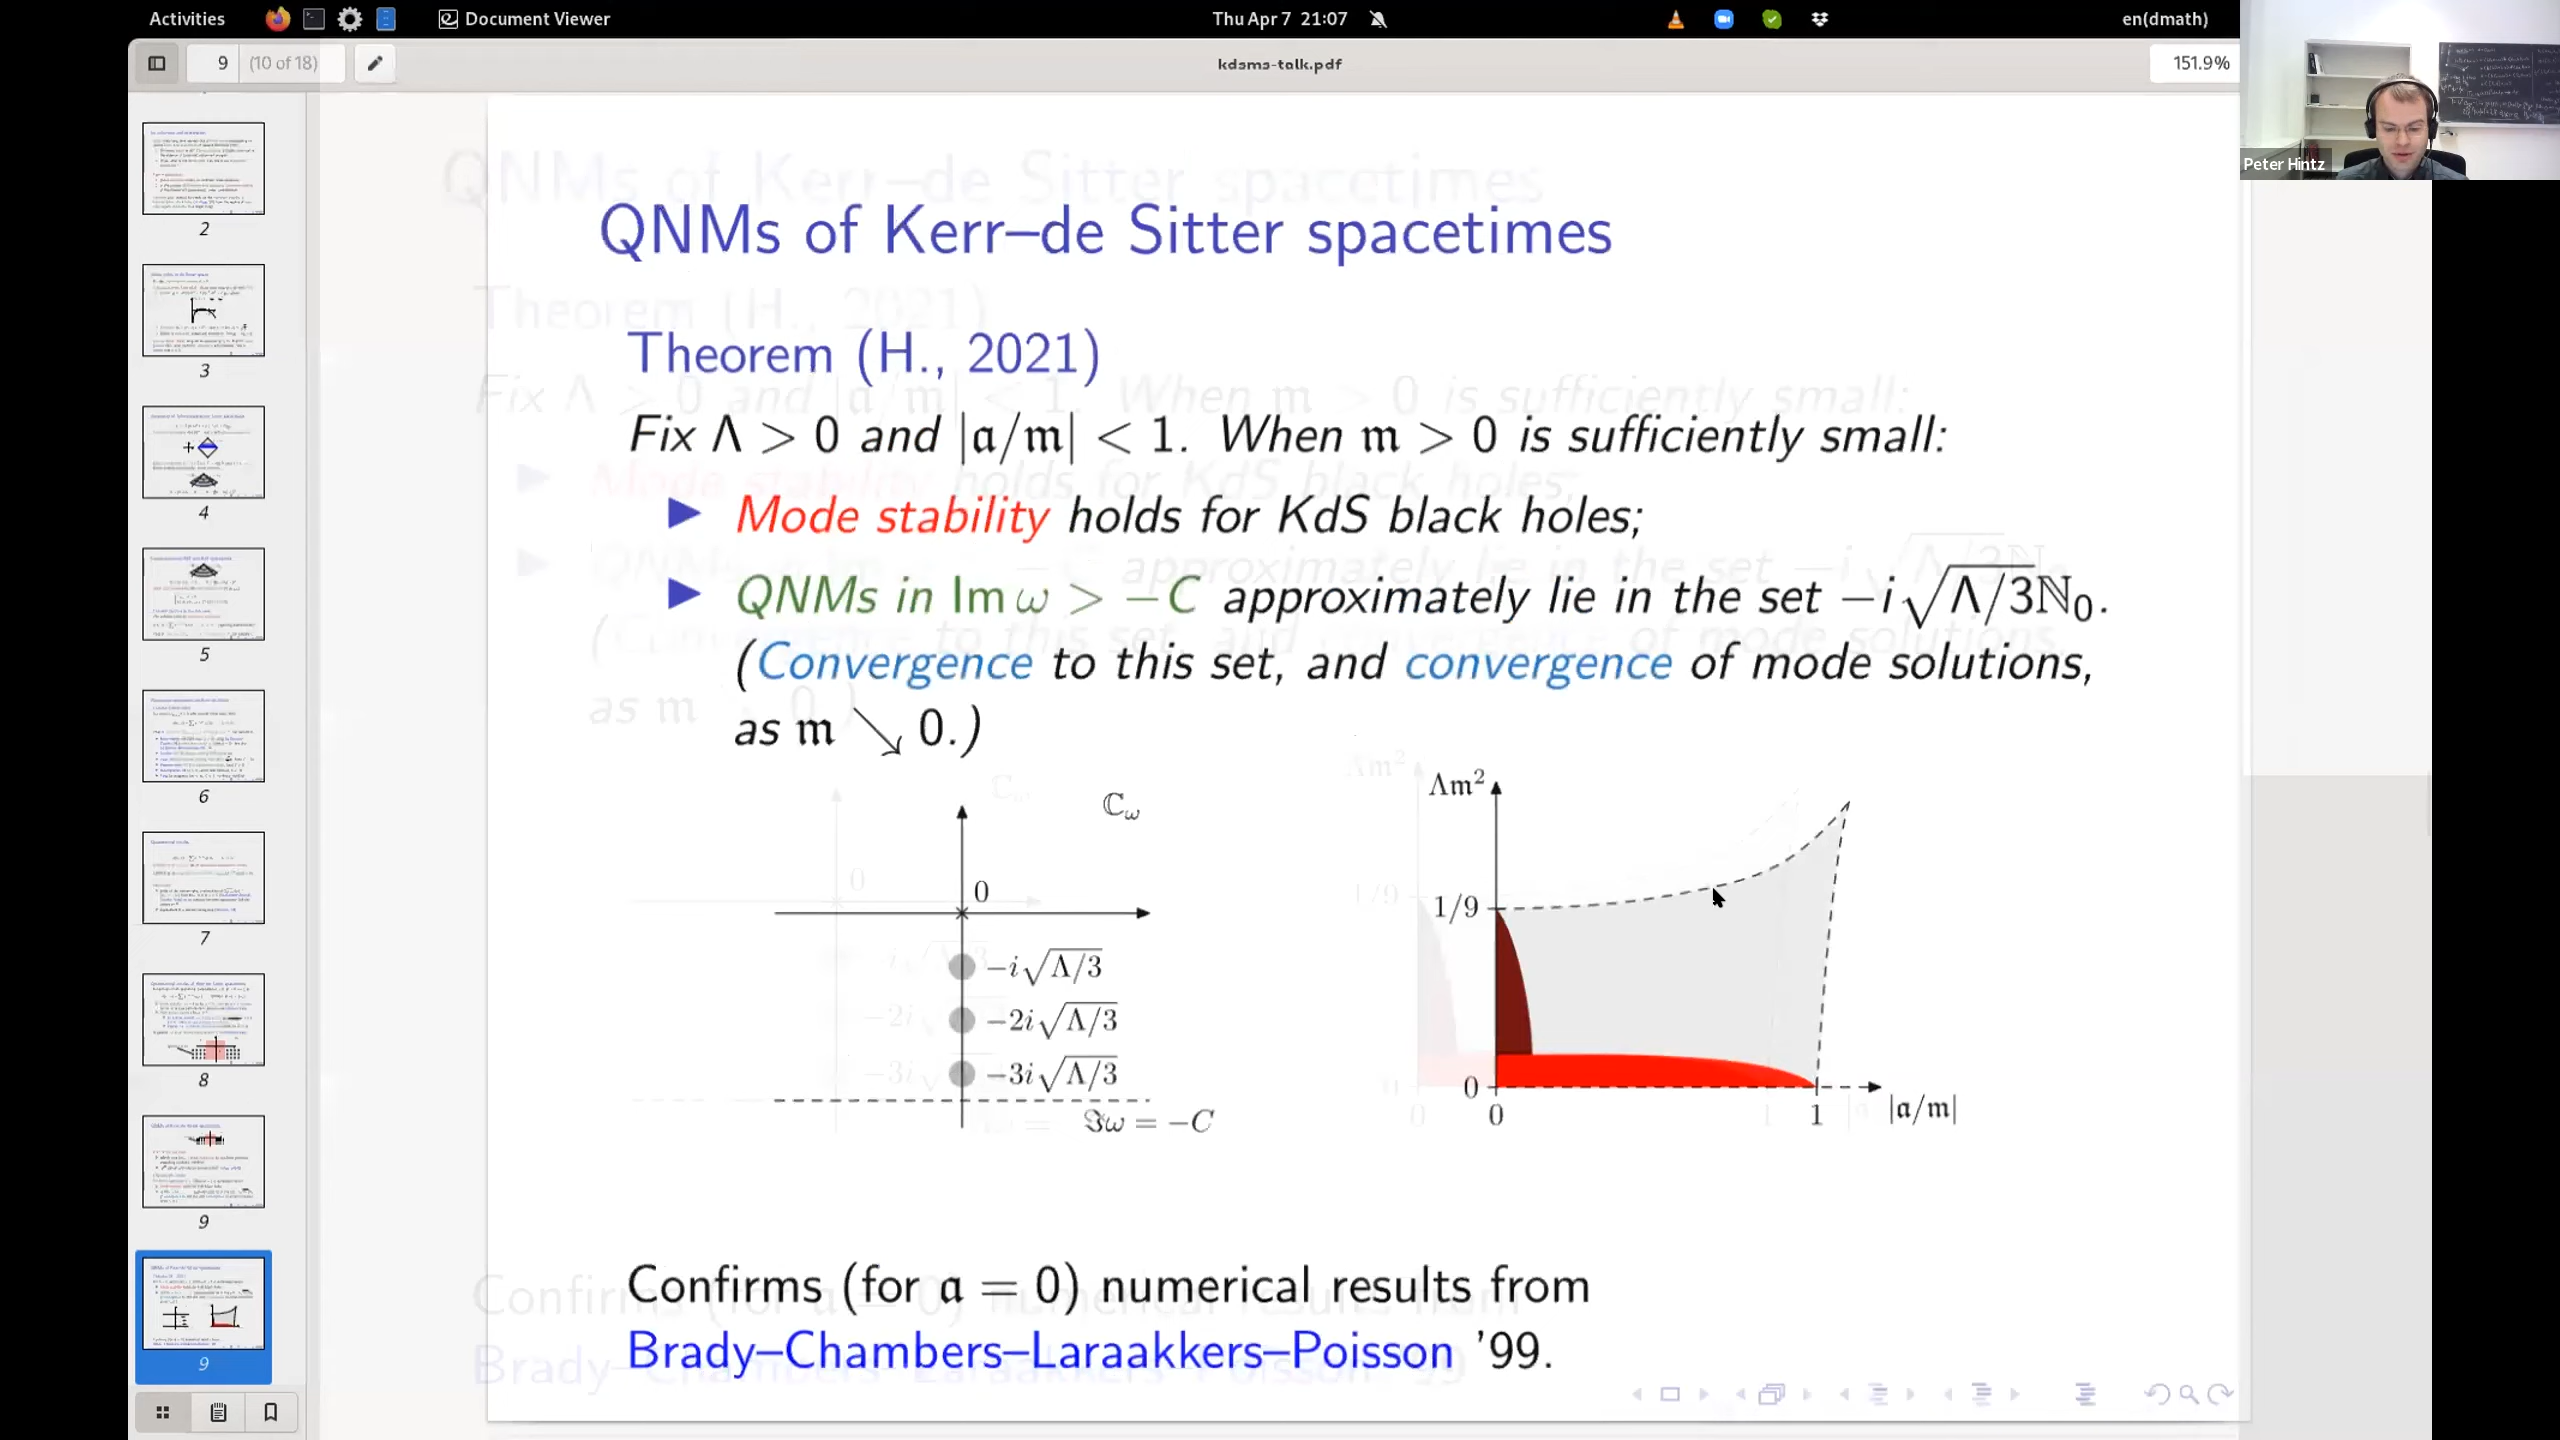 Activities
Document Viewer
Thu Apr 7 21:07
en(dmath)
9 (10 of 18)
kdsms-talk.pdf
151.9%
Peter Hintz
2
3
4
5
6
7
8
9
9
QNMs of Kerr–de Sitter spacetimes
Theorem (H., 2021)
Fix Λ > 0 and |𝔞/𝔪| < 1. When 𝔪 > 0 is sufficiently small:
▶ Mode stability holds for KdS black holes;
▶ QNMs in Im ω > −C approximately lie in the set −i√Λ/3ℕ₀.
(Convergence to this set, and convergence of mode solutions,
as 𝔪 ↘ 0.)
ℂω
0
−i√Λ/3
−2i√Λ/3
−3i√Λ/3
ℑω = −C
Λm²
1/9
0
0 1 |𝔞/𝔪|
Confirms (for 𝔞 = 0) numerical results from
Brady–Chambers–Laraakkers–Poisson '99.